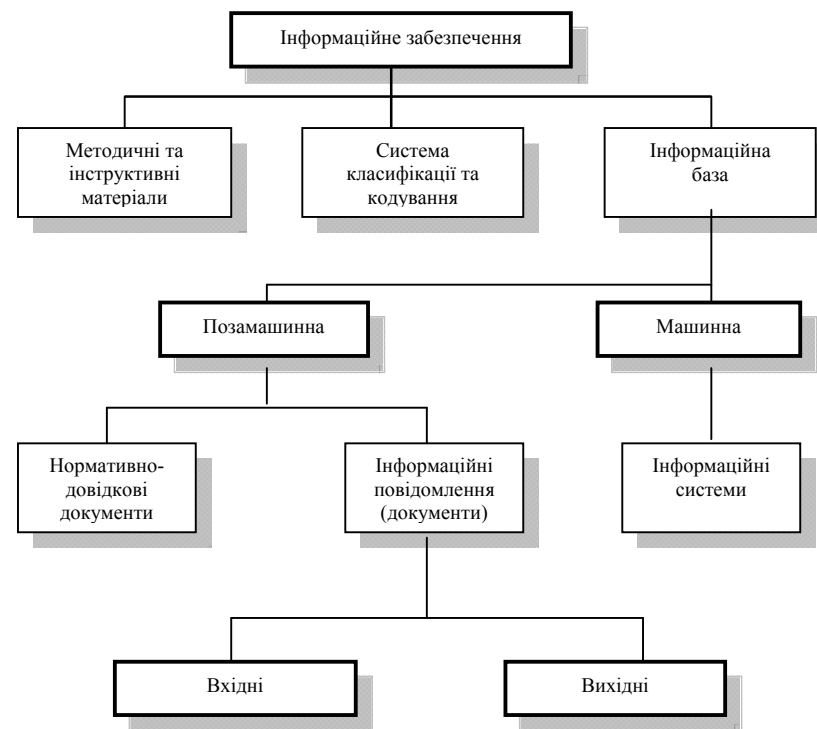 Інформаційне забезпечення
Методичні та
інструктивні
матеріали
Система
класифікації та
кодування
Інформаційна
база
Позамашинна
Машинна
Нормативно-
довідкові
документи
Інформаційні
повідомлення
(документи)
Інформаційні
системи
Вхідні
Вихідні